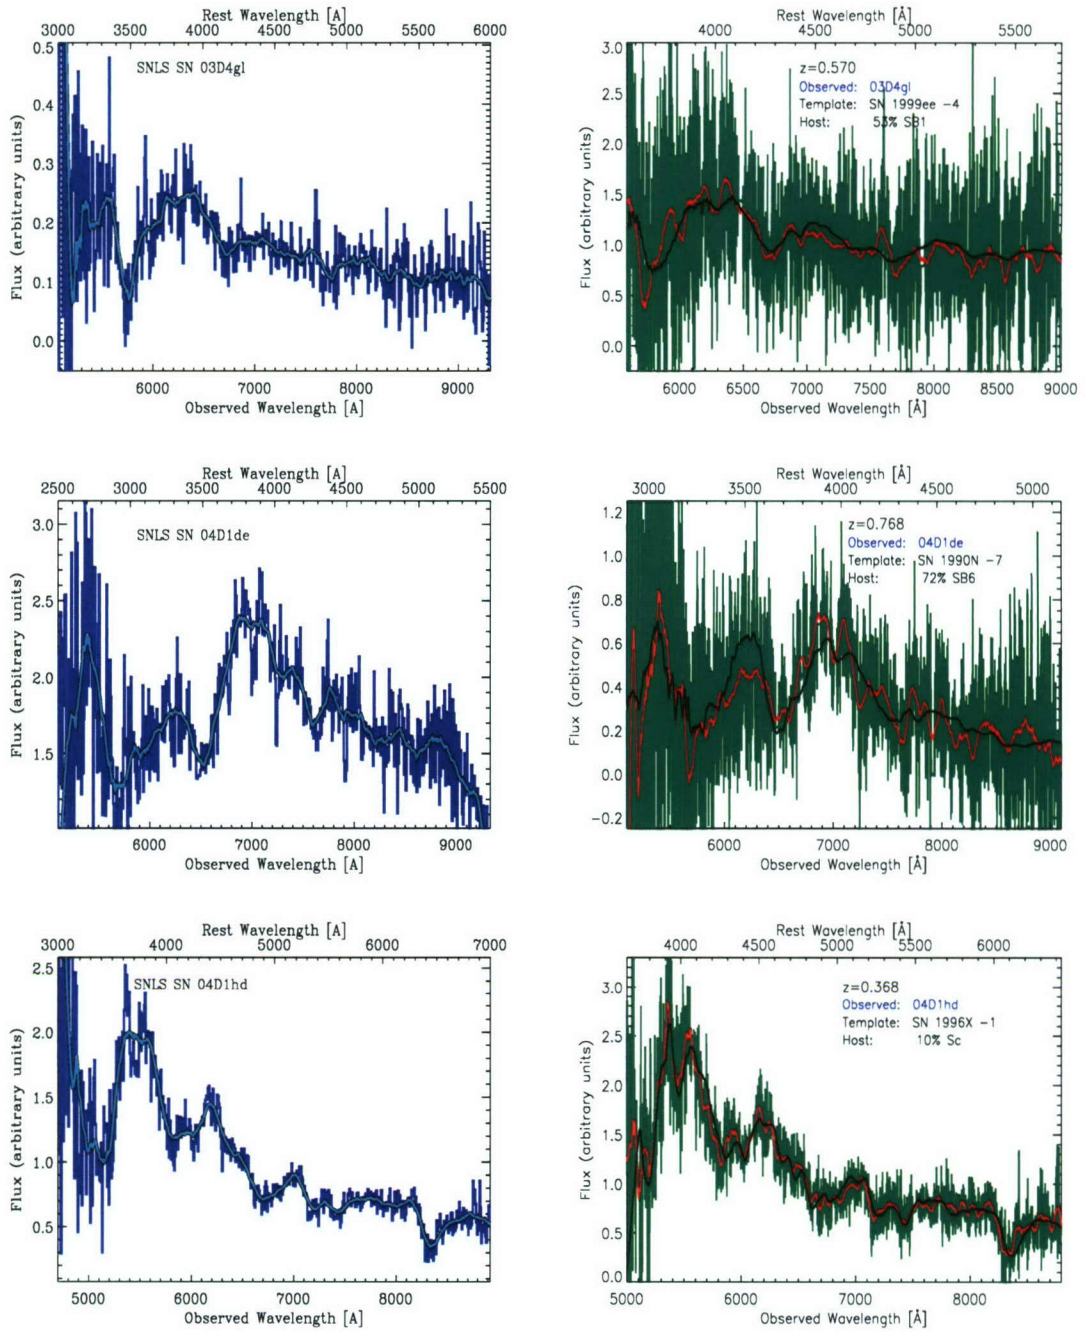 Rest Wavelength [A]
3000 3500 4000 4500 5000 5500 6000
SNLS SN 03D4gl
0.5
0.4
0.3
0.2
0.1
0.0
Flux (arbitrary units)
6000 7000 8000 9000
Observed Wavelength [A]
Rest Wavelength [Å]
4000 4500 5000 5500
z=0.570
Observed: 03D4gl
Template: SN 1999ee -4
Host: 53% SB1
3.0
2.5
2.0
1.5
1.0
0.5
0.0
Flux (arbitrary units)
6000 6500 7000 7500 8000 8500 9000
Observed Wavelength [Å]
Rest Wavelength [A]
2500 3000 3500 4000 4500 5000 5500
SNLS SN 04D1de
3.0
2.5
2.0
1.5
Flux (arbitrary units)
6000 7000 8000 9000
Observed Wavelength [A]
Rest Wavelength [Å]
3000 3500 4000 4500 5000
z=0.768
Observed: 04D1de
Template: SN 1990N -7
Host: 72% SB6
1.2
1.0
0.8
0.6
0.4
0.2
0.0
-0.2
Flux (arbitrary units)
6000 7000 8000 9000
Observed Wavelength [Å]
Rest Wavelength [A]
3000 4000 5000 6000 7000
SNLS SN 04D1hd
2.5
2.0
1.5
1.0
0.5
Flux (arbitrary units)
5000 6000 7000 8000
Observed Wavelength [A]
Rest Wavelength [Å]
4000 4500 5000 5500 6000
z=0.368
Observed: 04D1hd
Template: SN 1996X -1
Host: 10% Sc
3.0
2.5
2.0
1.5
1.0
0.5
0.0
Flux (arbitrary units)
5000 6000 7000 8000
Observed Wavelength [Å]